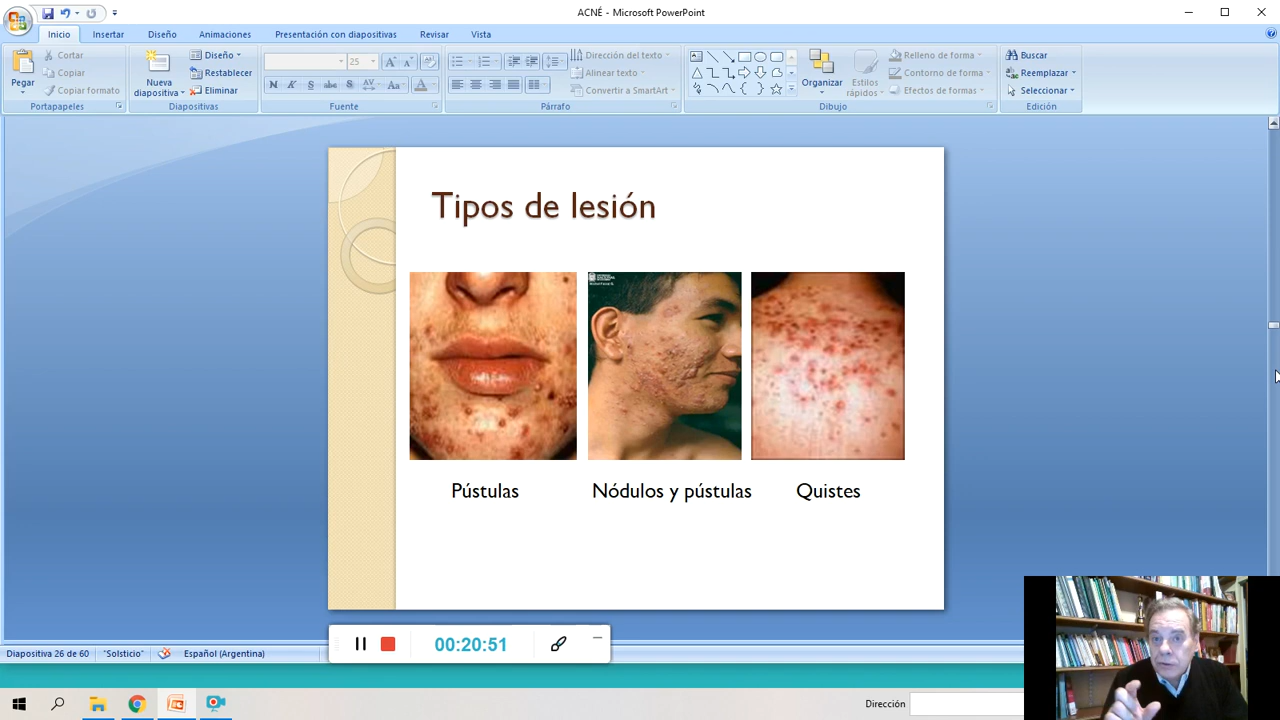 ACNÉ - Microsoft PowerPoint
Inicio Insertar Diseño Animaciones Presentación con diapositivas Revisar Vista
Pegar
Cortar
Copiar
Copiar formato
Portapapeles
Nueva diapositiva
Diseño
Restablecer
Eliminar
Diapositivas
25
Fuente
Dirección del texto
Alinear texto
Convertir a SmartArt
Párrafo
Organizar
Estilos rápidos
Relleno de forma
Contorno de forma
Efectos de formas
Dibujo
Buscar
Reemplazar
Seleccionar
Edición
Tipos de lesión
Pústulas Nódulos y pústulas Quistes
00:20:51
Diapositiva 26 de 60 "Solsticio" Español (Argentina)
Dirección